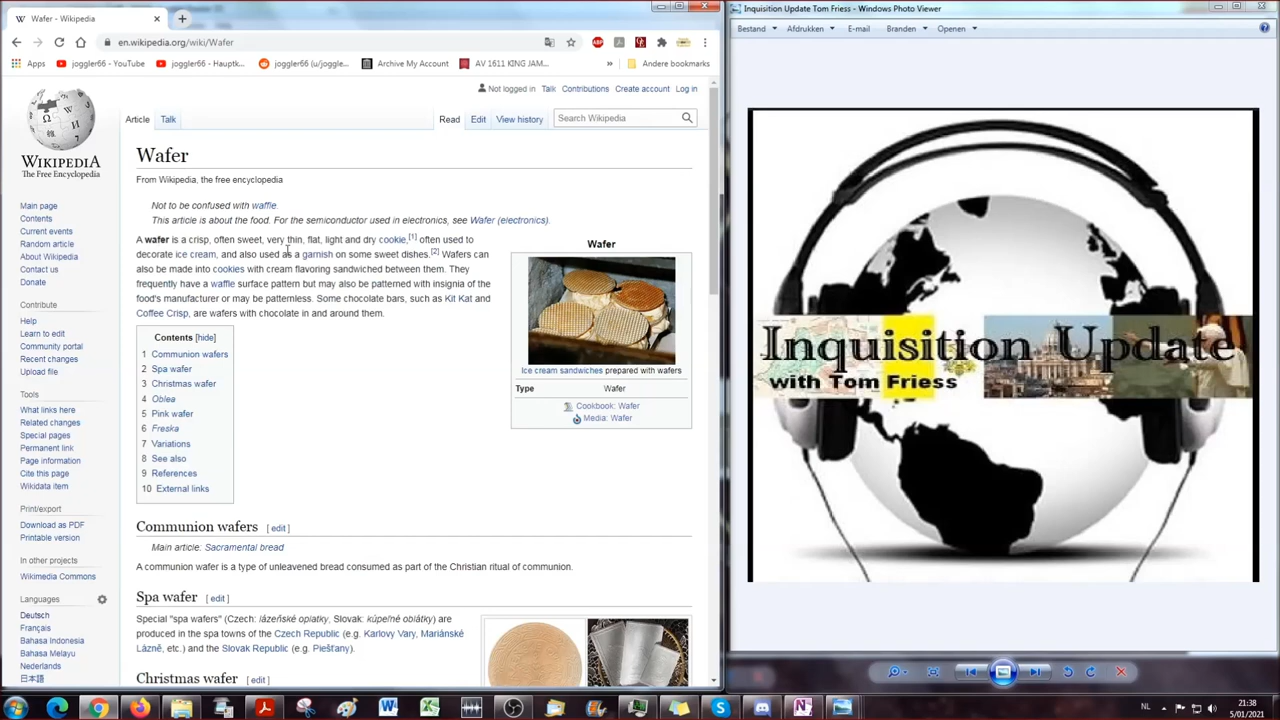 Wafer - Wikipedia
en.wikipedia.org/wiki/Wafer
Apps
joggler66 - YouTube
joggler66 - Hauptk...
joggler66 (u/joggle...
Archive My Account
AV 1611 KING JAM...
»
Andere bookmarks
Not logged in Talk Contributions Create account Log in
WIKIPEDIA
The Free Encyclopedia
Article Talk
Read Edit View history
Search Wikipedia
Wafer
From Wikipedia, the free encyclopedia
Not to be confused with waffle.
This article is about the food. For the semiconductor used in electronics, see Wafer (electronics).
A wafer is a crisp, often sweet, very thin, flat, light and dry cookie,[1] often used to
decorate ice cream, and also used as a garnish on some sweet dishes.[2] Wafers can
also be made into cookies with cream flavoring sandwiched between them. They
frequently have a waffle surface pattern but may also be patterned with insignia of the
food's manufacturer or may be patternless. Some chocolate bars, such as Kit Kat and
Coffee Crisp, are wafers with chocolate in and around them.
Wafer
Ice cream sandwiches prepared with wafers
Type Wafer
Cookbook: Wafer
Media: Wafer
Contents [hide]
1 Communion wafers
2 Spa wafer
3 Christmas wafer
4 Oblea
5 Pink wafer
6 Freska
7 Variations
8 See also
9 References
10 External links
Communion wafers [ edit ]
Main article: Sacramental bread
A communion wafer is a type of unleavened bread consumed as part of the Christian ritual of communion.
Spa wafer [ edit ]
Special "spa wafers" (Czech: lázeňské oplatky, Slovak: kúpeľné oblátky) are
produced in the spa towns of the Czech Republic (e.g. Karlovy Vary, Mariánské
Lázně, etc.) and the Slovak Republic (e.g. Piešťany).
Christmas wafer [ edit ]
Main page
Contents
Current events
Random article
About Wikipedia
Contact us
Donate
Contribute
Help
Learn to edit
Community portal
Recent changes
Upload file
Tools
What links here
Related changes
Special pages
Permanent link
Page information
Cite this page
Wikidata item
Print/export
Download as PDF
Printable version
In other projects
Wikimedia Commons
Languages
Deutsch
Français
Bahasa Indonesia
Bahasa Melayu
Nederlands
日本語
Inquisition Update Tom Friess - Windows Photo Viewer
Bestand Afdrukken E-mail Branden Openen
Inquisition Update
with Tom Friess
NL
21:38
5/01/2021